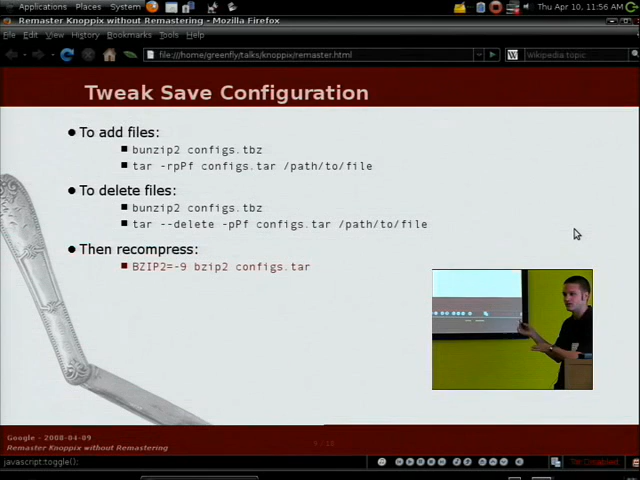 Applications Places System
Thu Apr 10, 11:56 AM
Remaster Knoppix without Remastering - Mozilla Firefox
File Edit View History Bookmarks Tools Help
file:///home/greenfly/talks/knoppix/remaster.html
Wikipedia topic
Tweak Save Configuration
To add files:
bunzip2 configs.tbz
tar -rpPf configs.tar /path/to/file
To delete files:
bunzip2 configs.tbz
tar --delete -pPf configs.tar /path/to/file
Then recompress:
BZIP2=-9 bzip2 configs.tar
Google - 2008-04-09
Remaster Knoppix without Remastering
javascript:toggle();
Tor Disabled